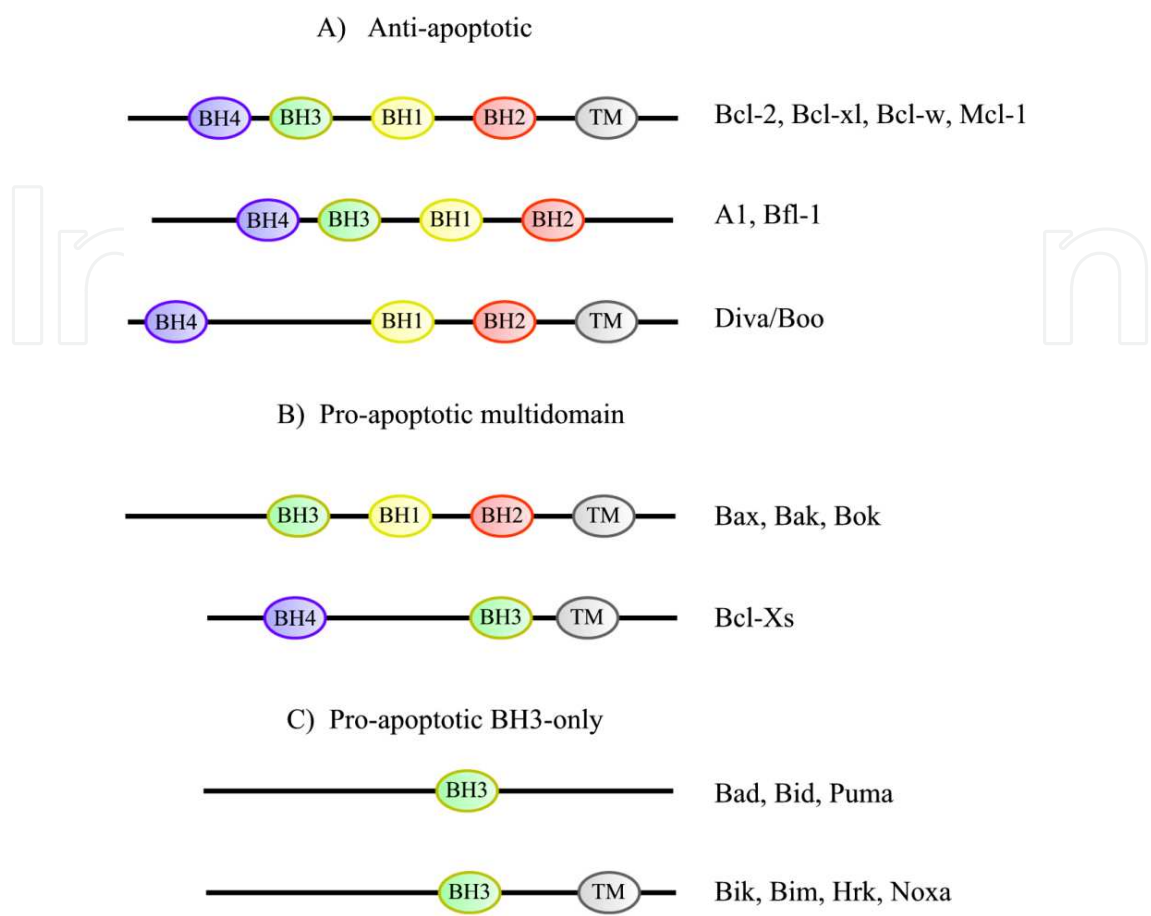 A) Anti-apoptotic
BH4 BH3 BH1 BH2 TM Bcl-2, Bcl-xl, Bcl-w, Mcl-1
BH4 BH3 BH1 BH2 A1, Bfl-1
BH4 BH1 BH2 TM Diva/Boo
B) Pro-apoptotic multidomain
BH3 BH1 BH2 TM Bax, Bak, Bok
BH4 BH3 TM Bcl-Xs
C) Pro-apoptotic BH3-only
BH3 Bad, Bid, Puma
BH3 TM Bik, Bim, Hrk, Noxa